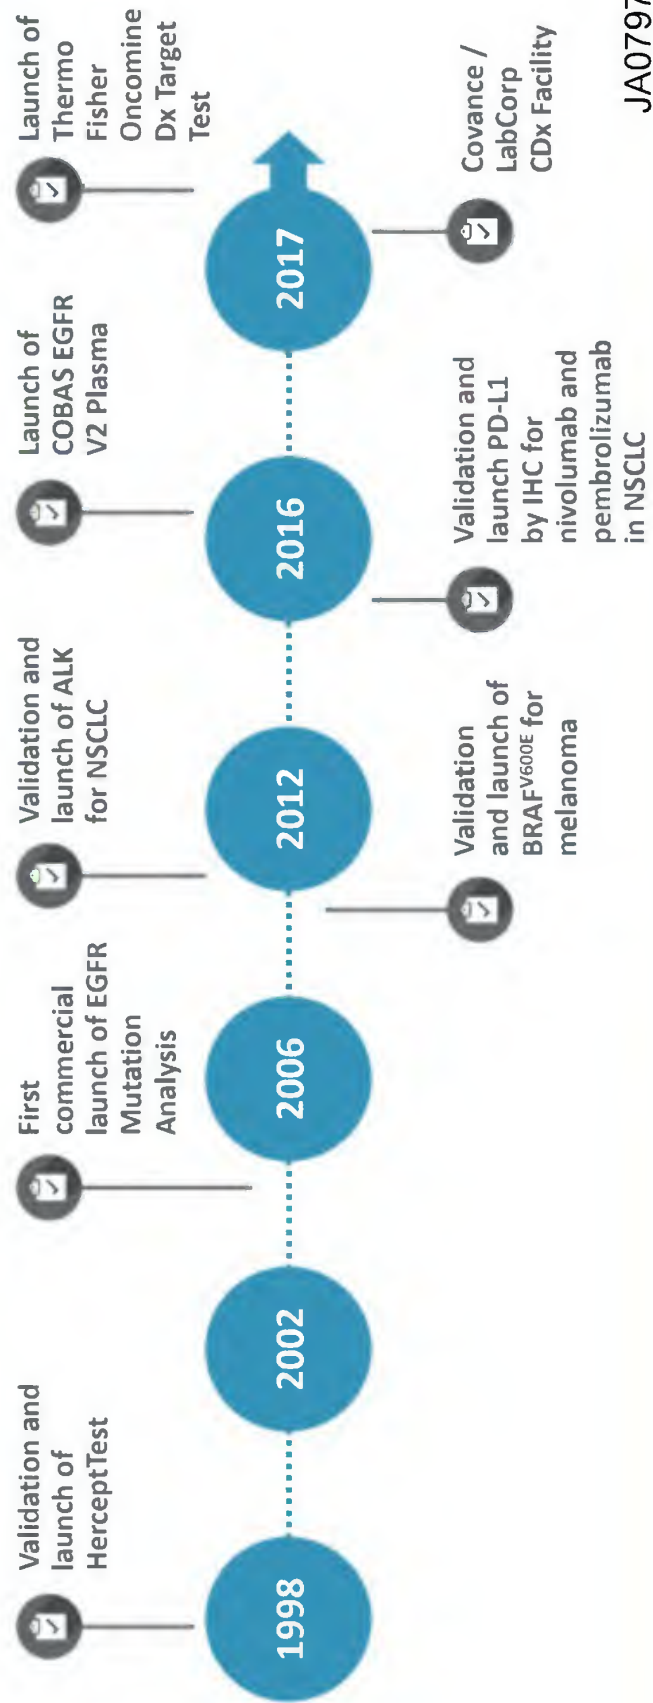 Validation and
launch of
HerceptTest
First
commercial
launch of EGFR
Mutation
Analysis
Validation and
launch of ALK
for NSCLC
Launch of
COBAS EGFR
V2 Plasma
Launch of
Thermo
Fisher
Oncomine
Dx Target
Test
1998
2002
2006
2012
2016
2017
Validation
and launch of
BRAFV600E for
melanoma
Validation and
launch PD-L1
by IHC for
nivolumab and
pembrolizumab
in NSCLC
Covance /
LabCorp
CDx Facility
JA0797